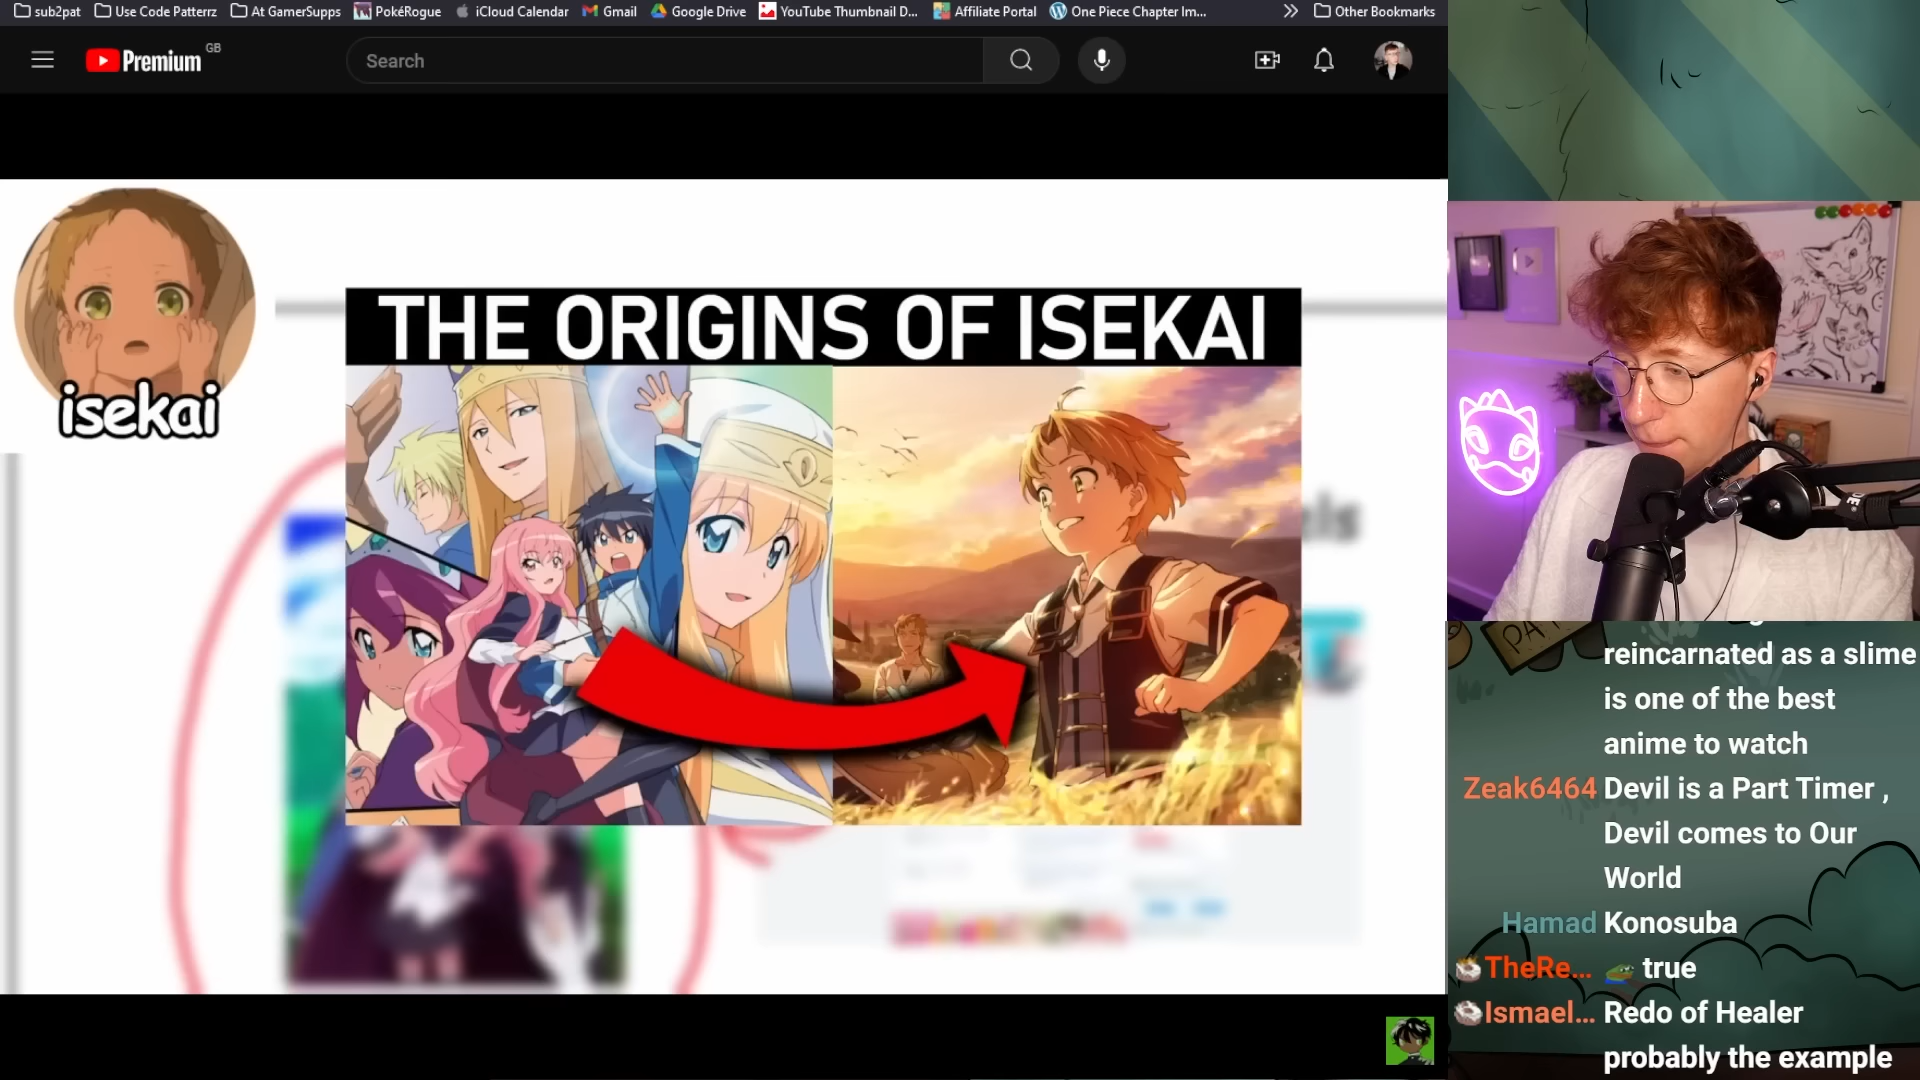 sub2pat Use Code Patterrz At GamerSupps PokéRogue iCloud Calendar Gmail Google Drive YouTube Thumbnail D... Affiliate Portal One Piece Chapter Im... Other Bookmarks
Premium GB
Search
isekai
THE ORIGINS OF ISEKAI
els
PA
reincarnated as a slime
is one of the best
anime to watch
Zeak6464 Devil is a Part Timer ,
Devil comes to Our
World
Hamad Konosuba
TheRe... true
Ismael... Redo of Healer
probably the example